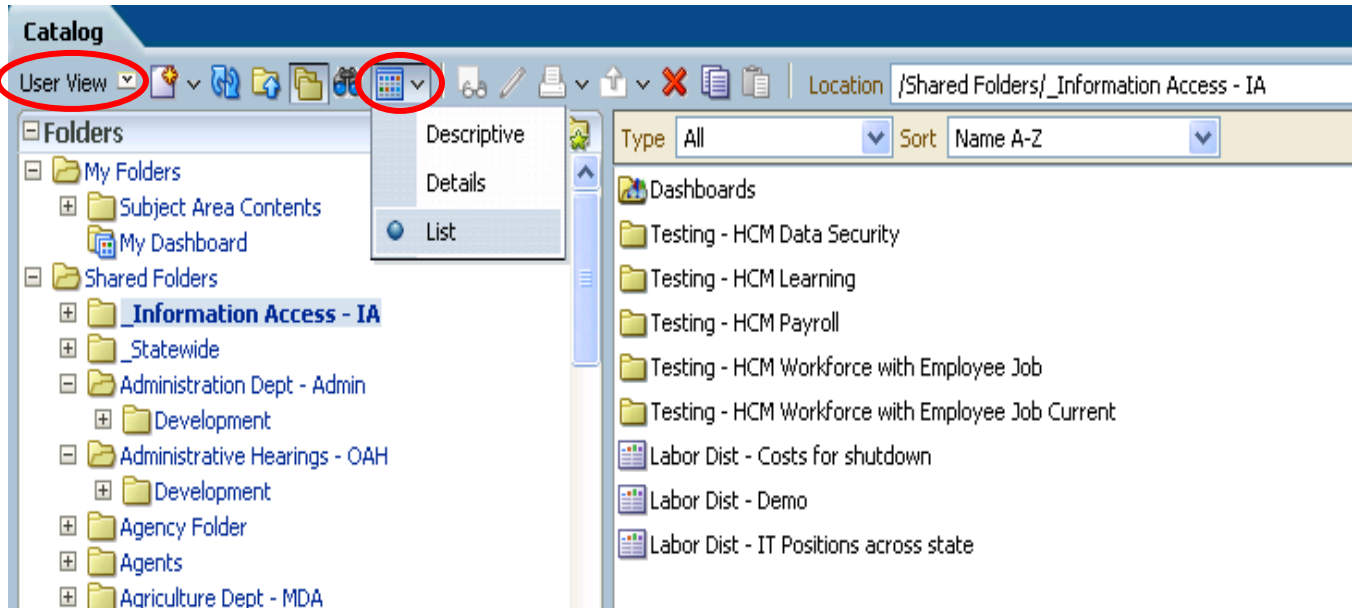 Catalog
User View
Location /Shared Folders/_Information Access - IA
Folders
My Folders
Subject Area Contents
My Dashboard
Shared Folders
_Information Access - IA
_Statewide
Administration Dept - Admin
Development
Administrative Hearings - OAH
Development
Agency Folder
Agents
Agriculture Dept - MDA
Descriptive
Details
List
Type All Sort Name A-Z
Dashboards
Testing - HCM Data Security
Testing - HCM Learning
Testing - HCM Payroll
Testing - HCM Workforce with Employee Job
Testing - HCM Workforce with Employee Job Current
Labor Dist - Costs for shutdown
Labor Dist - Demo
Labor Dist - IT Positions across state